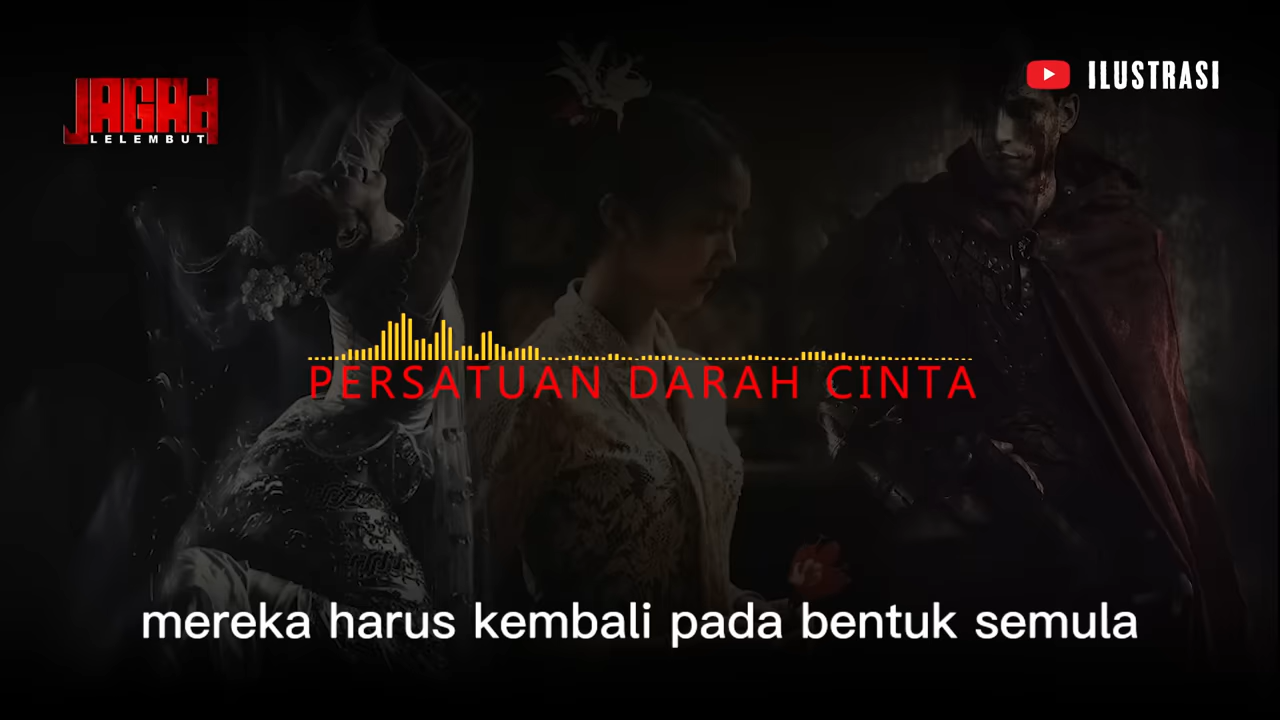 JAGAd
LELEMBUT
ILUSTRASI
PERSATUAN DARAH CINTA
mereka harus kembali pada bentuk semula